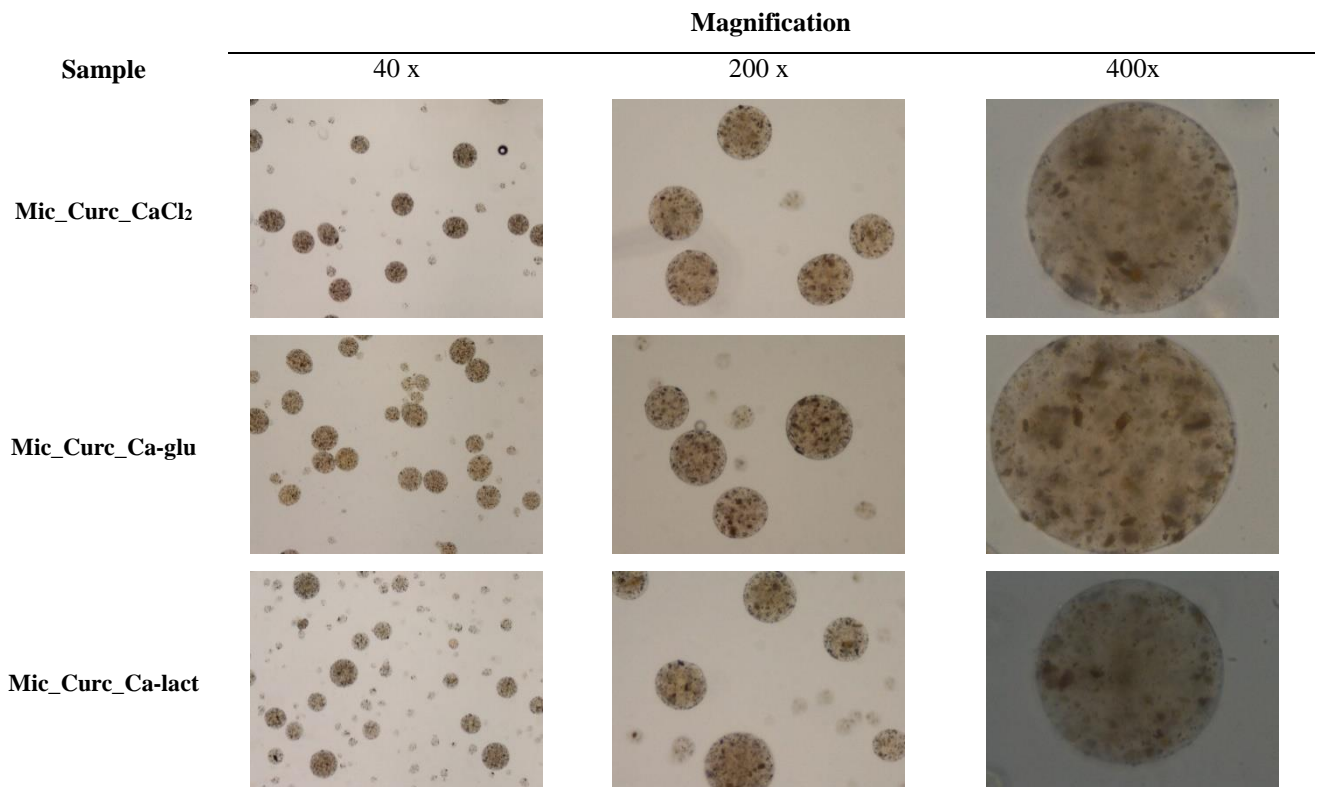 Magnification
Sample 40 x 200 x 400x
Mic_Curc_CaCl₂
Mic_Curc_Ca-glu
Mic_Curc_Ca-lact